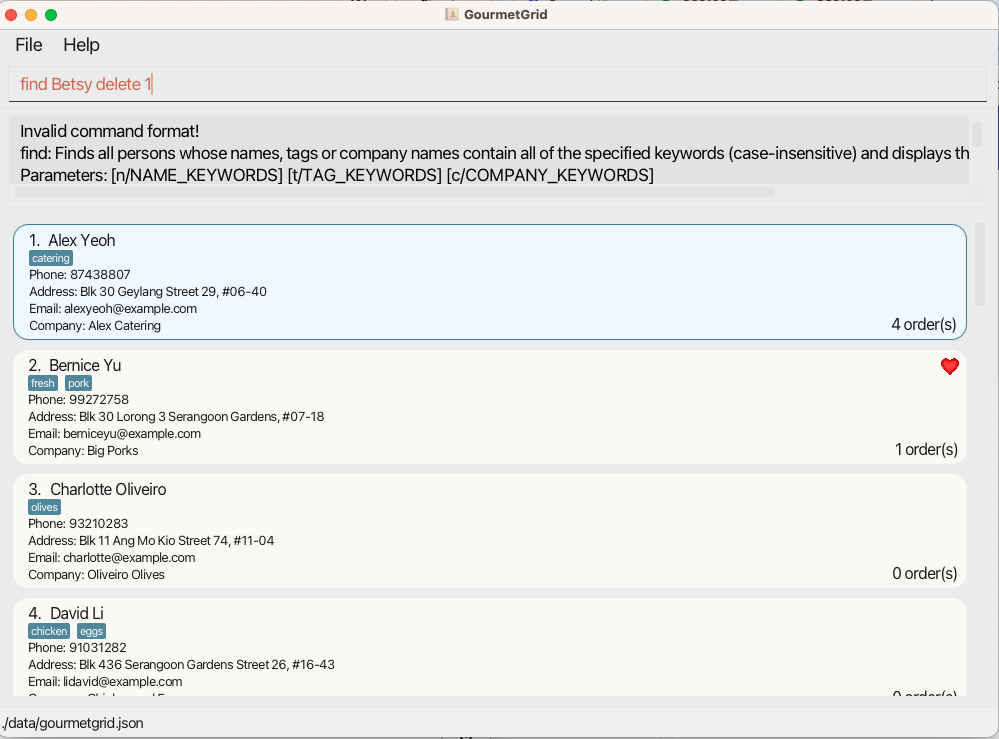 GourmetGrid
File Help
find Betsy delete 1
Invalid command format!
find: Finds all persons whose names, tags or company names contain all of the specified keywords (case-insensitive) and displays th
Parameters: [n/NAME_KEYWORDS] [t/TAG_KEYWORDS] [c/COMPANY_KEYWORDS]
1. Alex Yeoh
catering
Phone: 87438807
Address: Blk 30 Geylang Street 29, #06-40
Email: alexyeoh@example.com
Company: Alex Catering
4 order(s)
2. Bernice Yu
fresh pork
Phone: 99272758
Address: Blk 30 Lorong 3 Serangoon Gardens, #07-18
Email: berniceyu@example.com
Company: Big Porks
1 order(s)
3. Charlotte Oliveiro
olives
Phone: 93210283
Address: Blk 11 Ang Mo Kio Street 74, #11-04
Email: charlotte@example.com
Company: Oliveiro Olives
0 order(s)
4. David Li
chicken eggs
Phone: 91031282
Address: Blk 436 Serangoon Gardens Street 26, #16-43
Email: lidavid@example.com
0 order(s)
./data/gourmetgrid.json